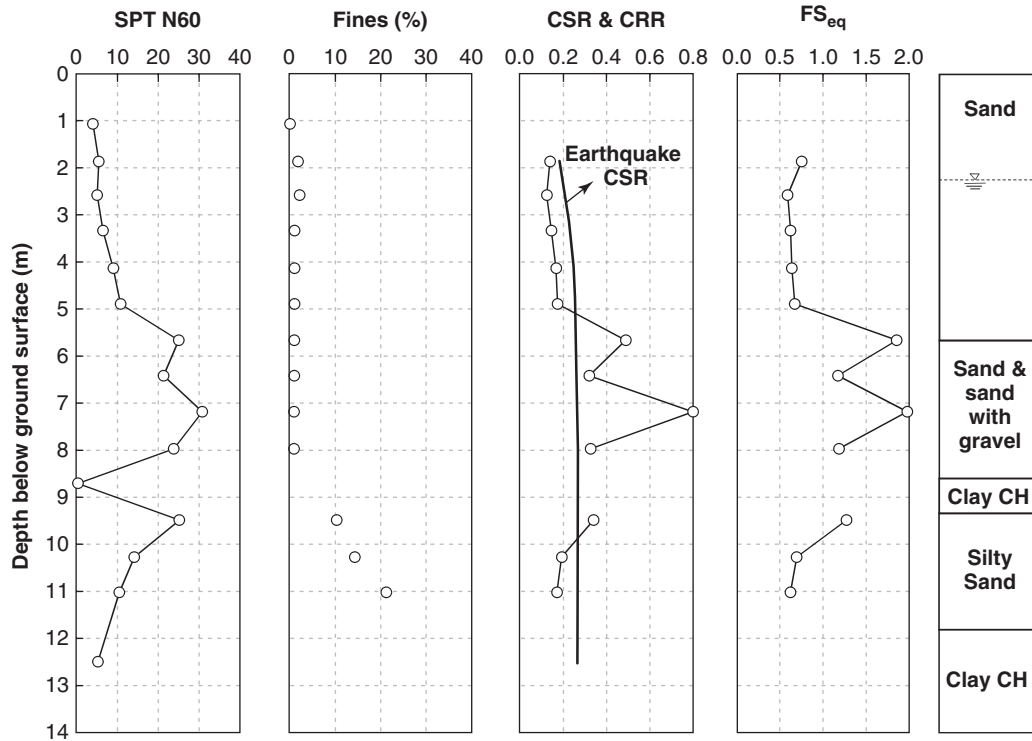 SPT N60
Fines (%)
CSR & CRR
FSeq
0 10 20 30 40
0 10 20 30 40
0.0 0.2 0.4 0.6 0.8
0.0 0.5 1.0 1.5 2.0
Depth below ground surface (m)
0
1
2
3
4
5
6
7
8
9
10
11
12
13
14
Earthquake
CSR
Sand
Sand &
sand
with
gravel
Clay CH
Silty
Sand
Clay CH